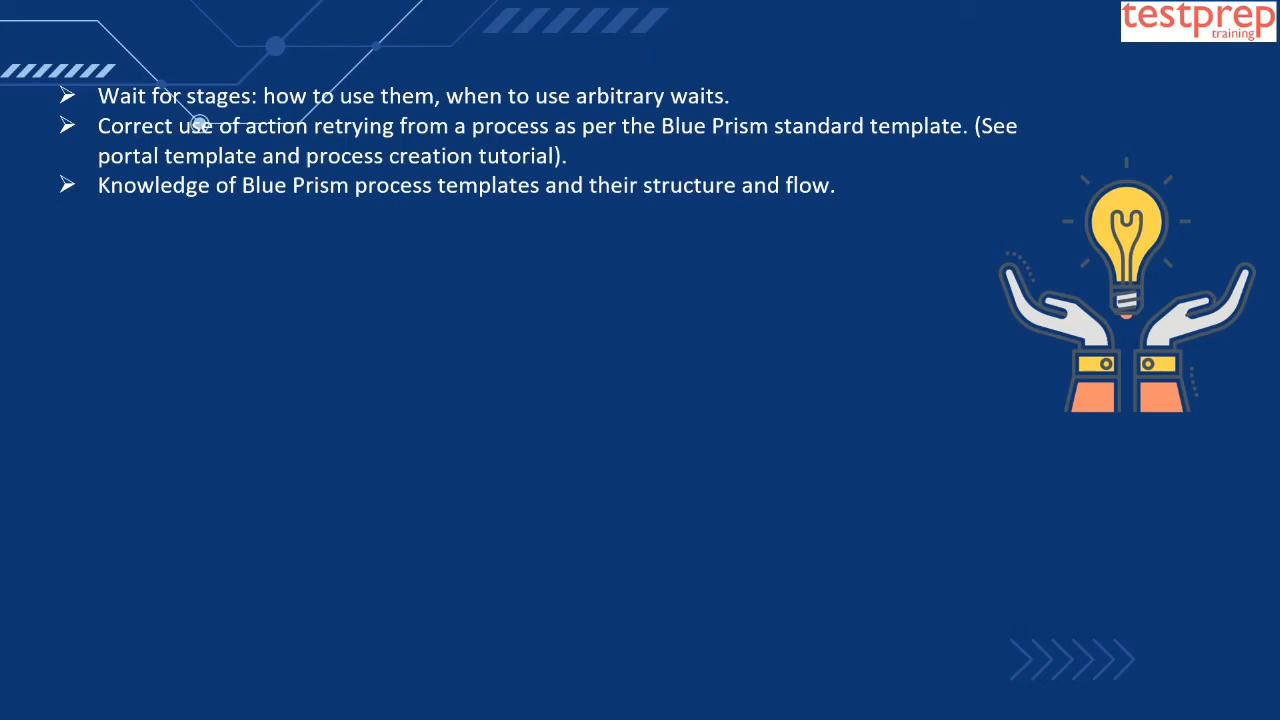 testprep
training
➢ Wait for stages: how to use them, when to use arbitrary waits.
➢ Correct use of action retrying from a process as per the Blue Prism standard template. (See
portal template and process creation tutorial).
➢ Knowledge of Blue Prism process templates and their structure and flow.